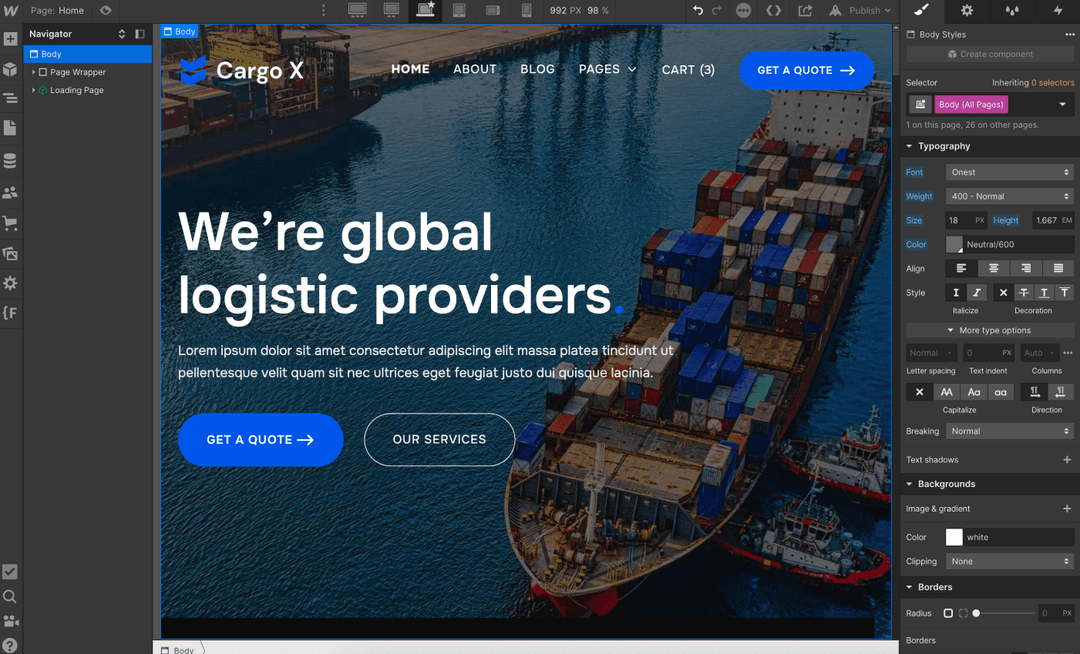 Page: Home
992 PX 98 %
Publish
Navigator
Body
Page Wrapper
Loading Page
Body
Cargo X
HOME
ABOUT
BLOG
PAGES
CART (3)
GET A QUOTE
We’re global
logistic providers.
Lorem ipsum dolor sit amet consectetur adipiscing elit massa platea tincidunt ut
pellentesque velit quam sit nec ultrices eget feugiat justo dui quisque lacinia.
GET A QUOTE
OUR SERVICES
Body
Body Styles
Create component
Selector
Inheriting 0 selectors
Body (All Pages)
1 on this page, 26 on other pages.
Typography
Font
Onest
Weight
400 - Normal
Size
18 PX
Height
1.667 EM
Color
Neutral/600
Align
Style
Italicize
Decoration
More type options
Normal
0 PX
Auto
Letter spacing
Text indent
Columns
AA
Aa
aa
Capitalize
Direction
Breaking
Normal
Text shadows
Backgrounds
Image & gradient
Color
white
Clipping
None
Borders
Radius
0 PX
Borders